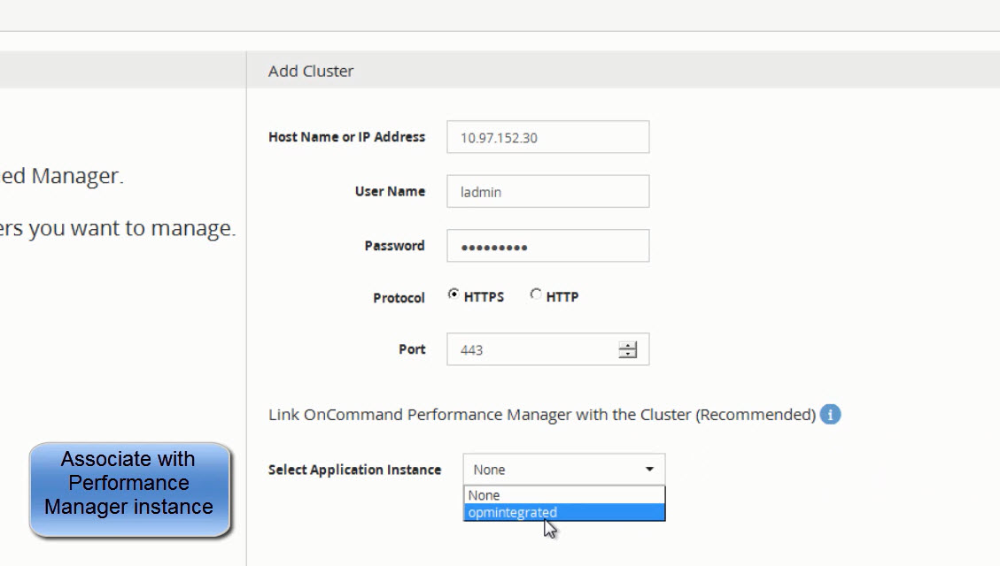 Add Cluster
Host Name or IP Address 10.97.152.30
ed Manager.
User Name ladmin
ers you want to manage.
Password •••••••••
Protocol HTTPS HTTP
Port 443
Link OnCommand Performance Manager with the Cluster (Recommended) i
Associate with
Performance
Manager instance
Select Application Instance None
None
opmintegrated